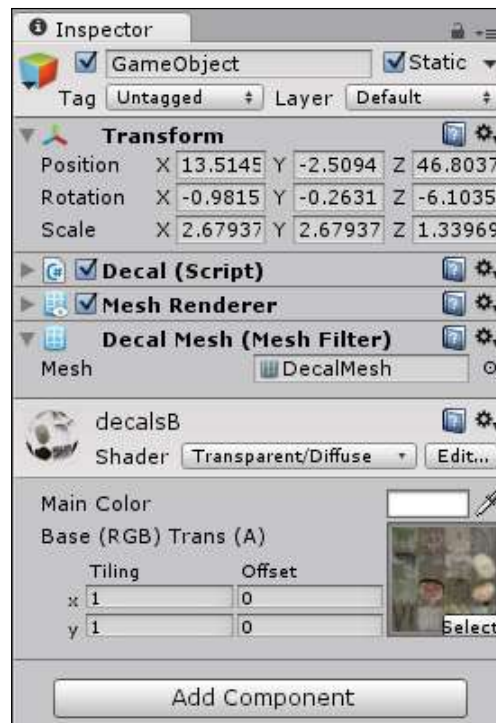 Inspector
GameObject Static
Tag Untagged Layer Default
Transform
Position X 13.5145 Y -2.5094 Z 46.8037
Rotation X -0.9815 Y -0.2631 Z -6.1035
Scale X 2.67937 Y 2.67937 Z 1.33969
Decal (Script)
Mesh Renderer
Decal Mesh (Mesh Filter)
Mesh DecalMesh
decalsB
Shader Transparent/Diffuse Edit...
Main Color
Base (RGB) Trans (A)
Tiling Offset
x 1 0
y 1 0
Select
Add Component